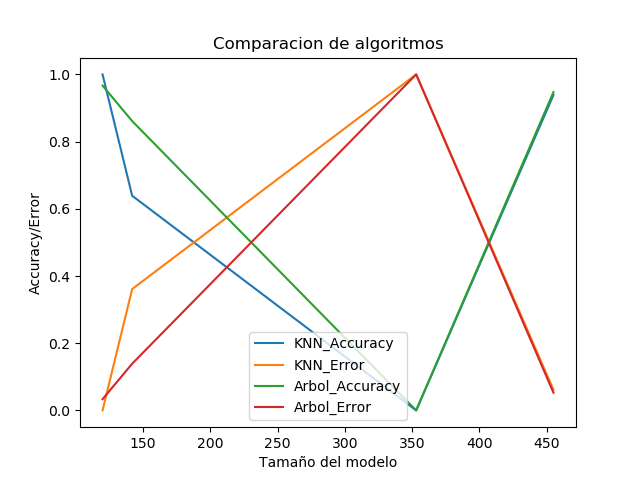 Comparacion de algoritmos
Accuracy/Error
1.0
0.8
0.6
0.4
0.2
0.0
KNN_Accuracy
KNN_Error
Arbol_Accuracy
Arbol_Error
150 200 250 300 350 400 450
Tamaño del modelo